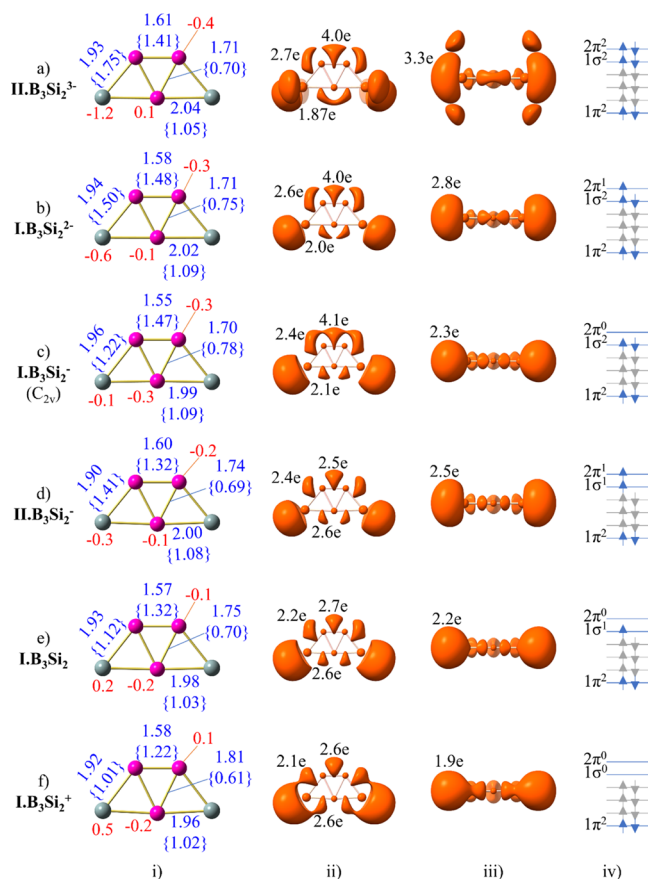 a)
II.B₃Si₂³⁻
1.93
{1.75}
1.61
{1.41}
-0.4
1.71
{0.70}
-1.2
0.1
2.04
{1.05}
2.7e
4.0e
1.87e
3.3e
2π²
1σ²
1π²
b)
I.B₃Si₂²⁻
1.94
{1.50}
1.58
{1.48}
-0.3
1.71
{0.75}
-0.6
-0.1
2.02
{1.09}
2.6e
4.0e
2.0e
2.8e
2π¹
1σ²
1π²
c)
I.B₃Si₂⁻
(C₂ᵥ)
1.96
{1.22}
1.55
{1.47}
-0.3
1.70
{0.78}
-0.1
-0.3
1.99
{1.09}
2.4e
4.1e
2.1e
2.3e
2π⁰
1σ²
1π²
d)
II.B₃Si₂⁻
1.90
{1.41}
1.60
{1.32}
-0.2
1.74
{0.69}
-0.3
-0.1
2.00
{1.08}
2.4e
2.5e
2.6e
2.5e
2π¹
1σ¹
1π²
e)
I.B₃Si₂
1.93
{1.12}
1.57
{1.32}
-0.1
1.75
{0.70}
0.2
-0.2
1.98
{1.03}
2.2e
2.7e
2.6e
2.2e
2π⁰
1σ¹
1π²
f)
I.B₃Si₂⁺
1.92
{1.01}
1.58
{1.22}
0.1
1.81
{0.61}
0.5
-0.2
1.96
{1.02}
2.1e
2.6e
2.6e
1.9e
2π⁰
1σ⁰
1π²
i)
ii)
iii)
iv)